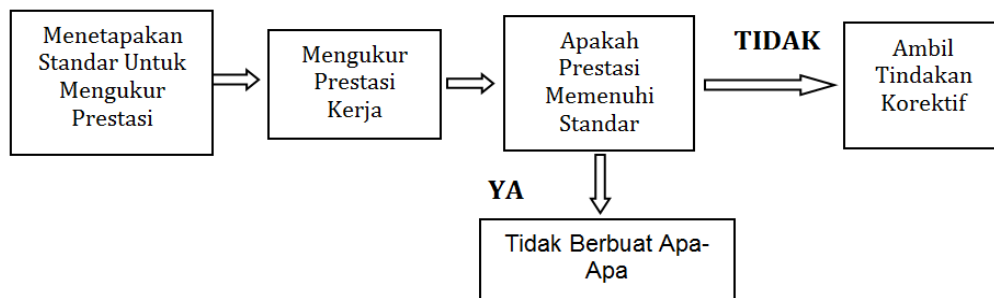 Menetapakan
Standar Untuk
Mengukur
Prestasi
Mengukur
Prestasi
Kerja
Apakah
Prestasi
Memenuhi
Standar
TIDAK
Ambil
Tindakan
Korektif
YA
Tidak Berbuat Apa-
Apa